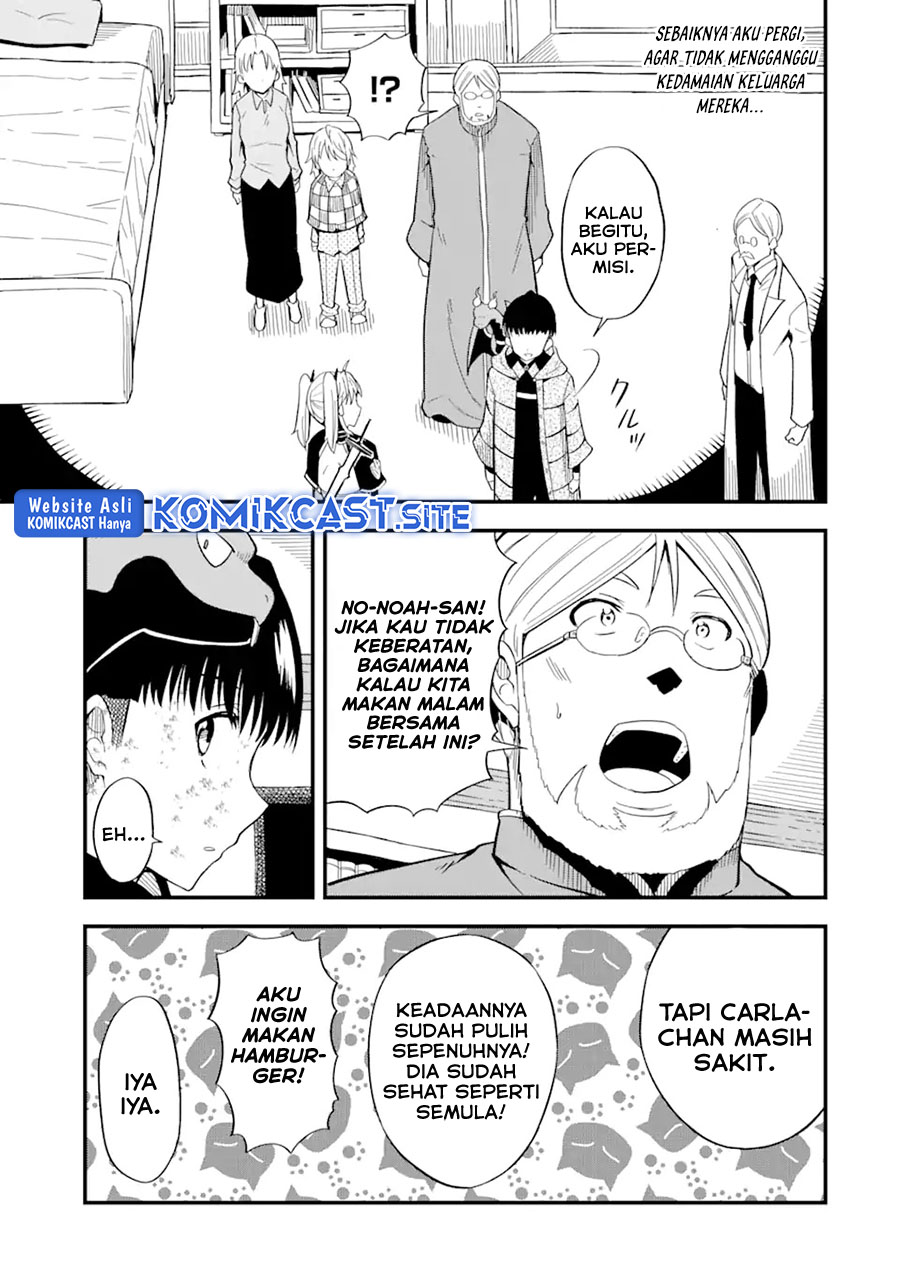 SEBAIKNYA AKU PERGI,
AGAR TIDAK MENGGANGGU
KEDAMAIAN KELUARGA
MEREKA...
!?
KALAU
BEGITU,
AKU PER-
MISI.
クルッ
Website Asli
KOMIKCAST Hanya
KOMIKCAST.SITE
NO-NOAH-SAN!
JIKA KAU TIDAK
KEBERATAN,
BAGAIMANA
KALAU KITA
MAKAN MALAM
BERSAMA
SETELAH INI?
EH...
TAPI CARLA-
CHAN MASIH
SAKIT.
KEADAANNYA
SUDAH PULIH
SEPENUHNYA!
DIA SUDAH
SEHAT SEPERTI
SEMULA!
AKU
INGIN
MAKAN
HAMBUR-
GER!
IYA
IYA.